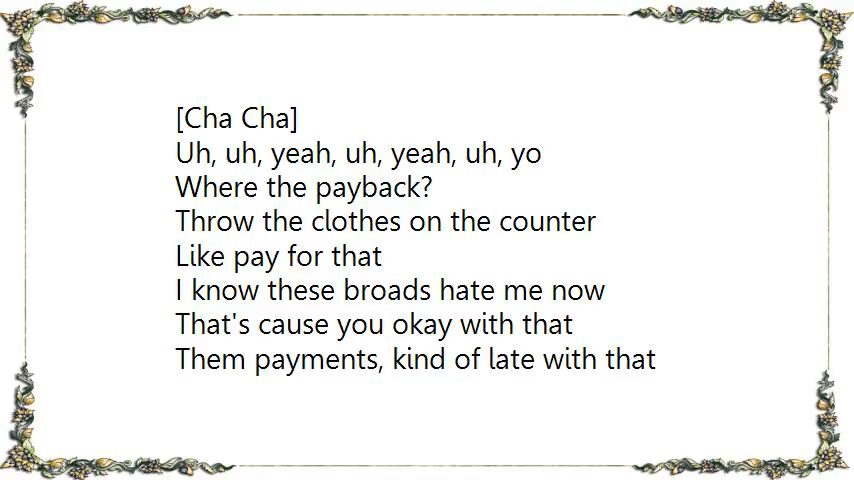 [Cha Cha]
Uh, uh, yeah, uh, yeah, uh, yo
Where the payback?
Throw the clothes on the counter
Like pay for that
I know these broads hate me now
That's cause you okay with that
Them payments, kind of late with that